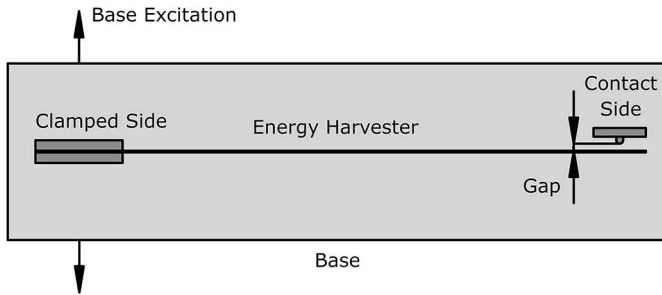 Base Excitation
Contact
Side
Clamped Side
Energy Harvester
Gap
Base